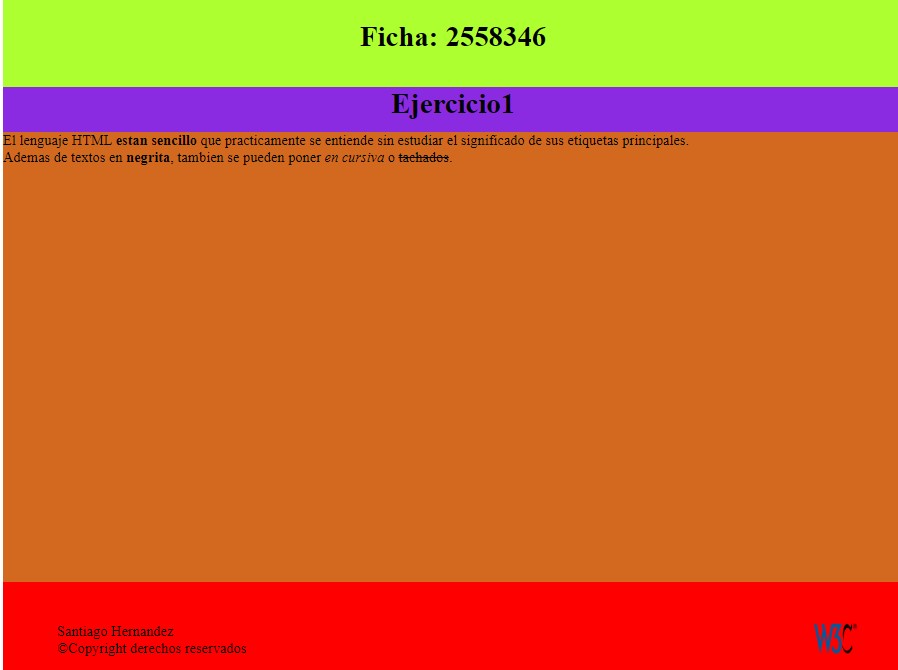 Ficha: 2558346
Ejercicio1
El lenguaje HTML estan sencillo que practicamente se entiende sin estudiar el significado de sus etiquetas principales.
Ademas de textos en negrita, tambien se pueden poner en cursiva o tachados.
Santiago Hernandez
©Copyright derechos reservados
W3C®